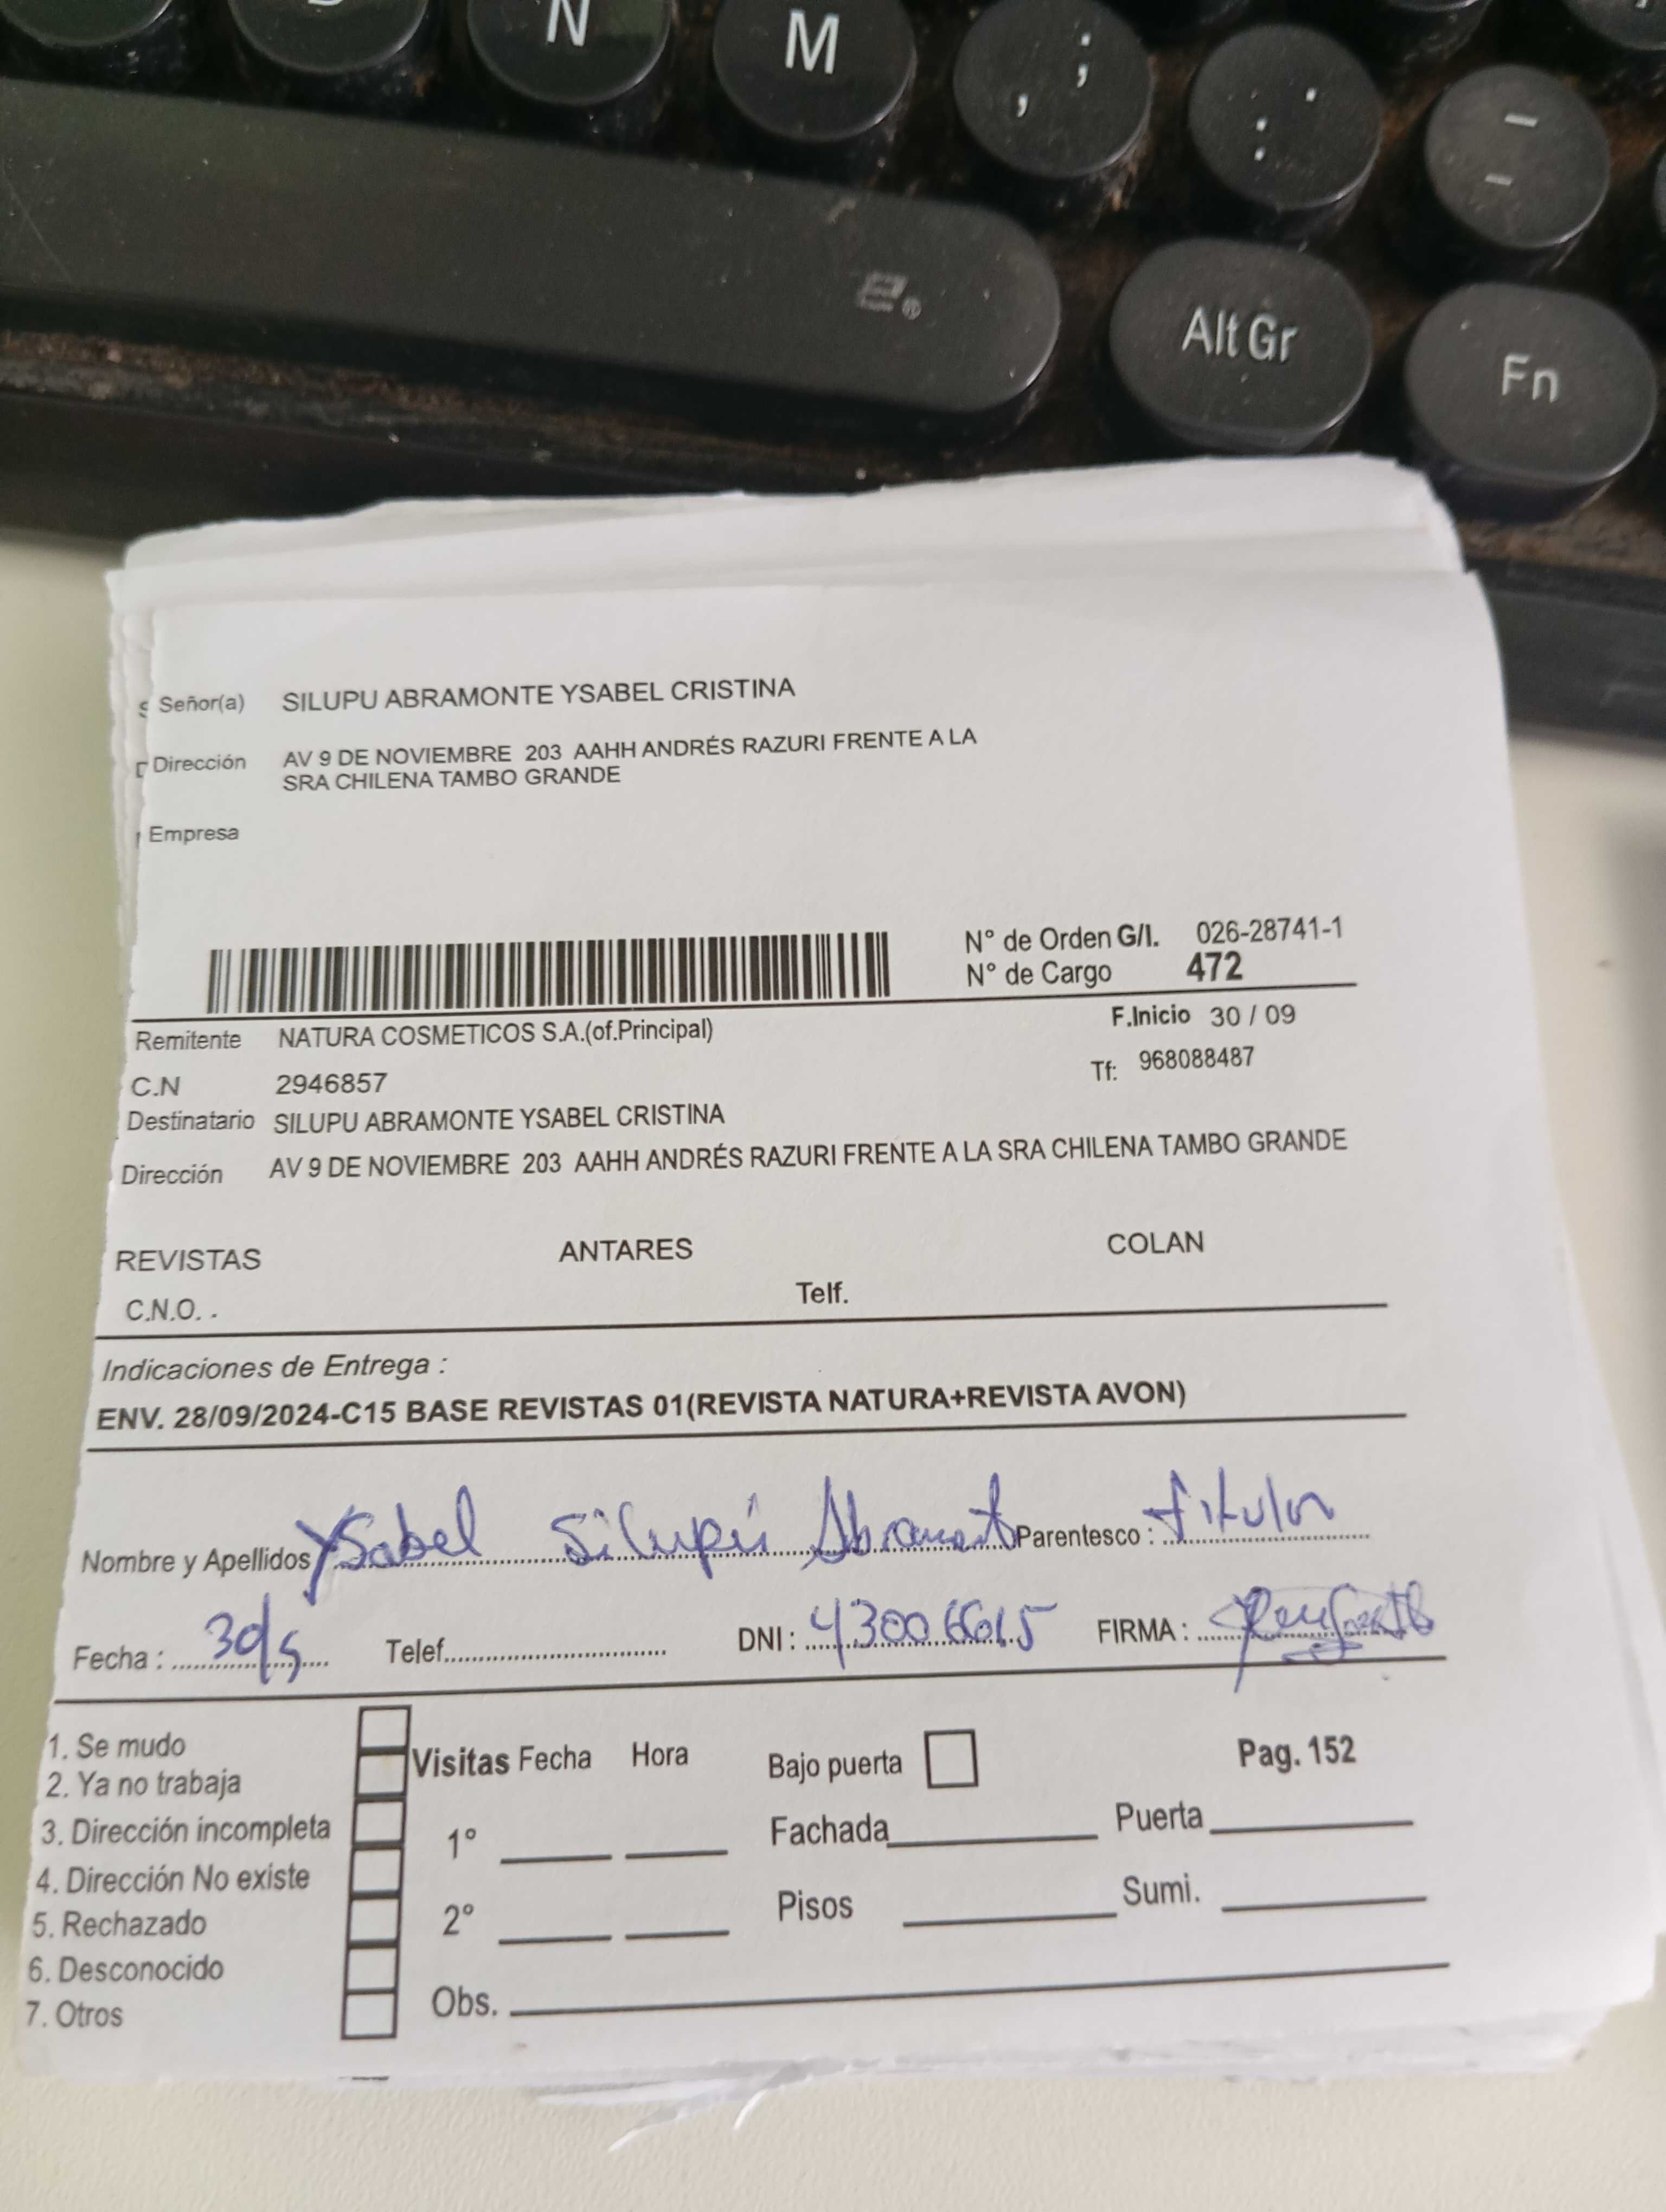 N M , ; . : - _
Alt Gr Fn
Señor(a) SILUPU ABRAMONTE YSABEL CRISTINA
Dirección AV 9 DE NOVIEMBRE 203 AAHH ANDRÉS RAZURI FRENTE A LA
SRA CHILENA TAMBO GRANDE
Empresa
N° de Orden G/I. 026-28741-1
N° de Cargo 472
Remitente NATURA COSMETICOS S.A.(of.Principal) F.Inicio 30 / 09
C.N 2946857 Tf: 968088487
Destinatario SILUPU ABRAMONTE YSABEL CRISTINA
Dirección AV 9 DE NOVIEMBRE 203 AAHH ANDRÉS RAZURI FRENTE A LA SRA CHILENA TAMBO GRANDE
REVISTAS ANTARES COLAN
C.N.O. . Telf.
Indicaciones de Entrega :
ENV. 28/09/2024-C15 BASE REVISTAS 01(REVISTA NATURA+REVISTA AVON)
Nombre y Apellidos Ysabel Silupú Parentesco : titular
Fecha : Telef. DNI : FIRMA :
1. Se mudo
2. Ya no trabaja
3. Dirección incompleta
4. Dirección No existe
5. Rechazado
6. Desconocido
7. Otros
Visitas Fecha Hora Bajo puerta Pag. 152
1° Fachada Puerta
2° Pisos Sumi.
Obs.